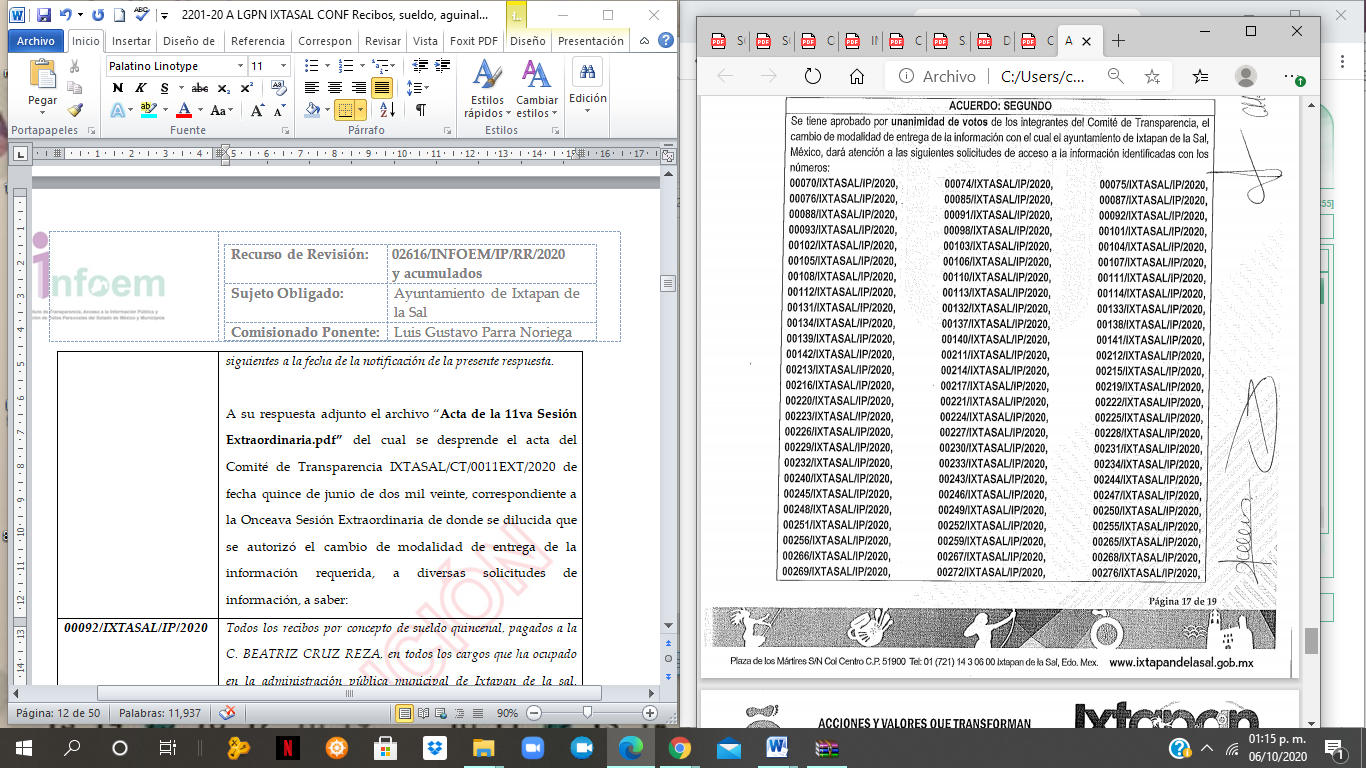 2201-20 A LGPN IXTASAL CONF Recibos, sueldo, aguinal...
Archivo
Inicio
Insertar
Diseño de
Referencia
Correspon
Revisar
Vista
Foxit PDF
Diseño
Presentación
Pegar
Portapapeles
Palatino Linotype
11
Fuente
Párrafo
Estilos rápidos
Cambiar estilos
Estilos
Edición
infoem
Recurso de Revisión:
02616/INFOEM/IP/RR/2020
y acumulados
Sujeto Obligado:
Ayuntamiento de Ixtapan de
la Sal
Comisionado Ponente:
Luis Gustavo Parra Noriega
siguientes a la fecha de la notificación de la presente respuesta.
A su respuesta adjunto el archivo “Acta de la 11va Sesión
Extraordinaria.pdf” del cual se desprende el acta del
Comité de Transparencia IXTASAL/CT/0011EXT/2020 de
fecha quince de junio de dos mil veinte, correspondiente a
la Onceava Sesión Extraordinaria de donde se dilucida que
se autorizó el cambio de modalidad de entrega de la
información requerida, a diversas solicitudes de
información, a saber:
00092/IXTASAL/IP/2020
Todos los recibos por concepto de sueldo quincenal, pagados a la
C. BEATRIZ CRUZ REZA, en todos los cargos que ha ocupado
en la administración pública municipal de Ixtapan de la sal,
Página: 12 de 50
Palabras: 11,937
90%
Archivo
C:/Users/c...
ACUERDO: SEGUNDO
Se tiene aprobado por unanimidad de votos de los integrantes del Comité de Transparencia, el
cambio de modalidad de entrega de la información con el cual el ayuntamiento de Ixtapan de la Sal,
México, dará atención a las siguientes solicitudes de acceso a la información identificadas con los
números:
00070/IXTASAL/IP/2020, 00074/IXTASAL/IP/2020, 00075/IXTASAL/IP/2020,
00076/IXTASAL/IP/2020, 00085/IXTASAL/IP/2020, 00087/IXTASAL/IP/2020,
00088/IXTASAL/IP/2020, 00091/IXTASAL/IP/2020, 00092/IXTASAL/IP/2020,
00093/IXTASAL/IP/2020, 00098/IXTASAL/IP/2020, 00101/IXTASAL/IP/2020,
00102/IXTASAL/IP/2020, 00103/IXTASAL/IP/2020, 00104/IXTASAL/IP/2020,
00105/IXTASAL/IP/2020, 00106/IXTASAL/IP/2020, 00107/IXTASAL/IP/2020,
00108/IXTASAL/IP/2020, 00110/IXTASAL/IP/2020, 00111/IXTASAL/IP/2020,
00112/IXTASAL/IP/2020, 00113/IXTASAL/IP/2020, 00114/IXTASAL/IP/2020,
00131/IXTASAL/IP/2020, 00132/IXTASAL/IP/2020, 00133/IXTASAL/IP/2020,
00134/IXTASAL/IP/2020, 00137/IXTASAL/IP/2020, 00138/IXTASAL/IP/2020,
00139/IXTASAL/IP/2020, 00140/IXTASAL/IP/2020, 00141/IXTASAL/IP/2020,
00142/IXTASAL/IP/2020, 00211/IXTASAL/IP/2020, 00212/IXTASAL/IP/2020,
00213/IXTASAL/IP/2020, 00214/IXTASAL/IP/2020, 00215/IXTASAL/IP/2020,
00216/IXTASAL/IP/2020, 00217/IXTASAL/IP/2020, 00219/IXTASAL/IP/2020,
00220/IXTASAL/IP/2020, 00221/IXTASAL/IP/2020, 00222/IXTASAL/IP/2020,
00223/IXTASAL/IP/2020, 00224/IXTASAL/IP/2020, 00225/IXTASAL/IP/2020,
00226/IXTASAL/IP/2020, 00227/IXTASAL/IP/2020, 00228/IXTASAL/IP/2020,
00229/IXTASAL/IP/2020, 00230/IXTASAL/IP/2020, 00231/IXTASAL/IP/2020,
00232/IXTASAL/IP/2020, 00233/IXTASAL/IP/2020, 00234/IXTASAL/IP/2020,
00240/IXTASAL/IP/2020, 00243/IXTASAL/IP/2020, 00244/IXTASAL/IP/2020,
00245/IXTASAL/IP/2020, 00246/IXTASAL/IP/2020, 00247/IXTASAL/IP/2020,
00248/IXTASAL/IP/2020, 00249/IXTASAL/IP/2020, 00250/IXTASAL/IP/2020,
00251/IXTASAL/IP/2020, 00252/IXTASAL/IP/2020, 00255/IXTASAL/IP/2020,
00256/IXTASAL/IP/2020, 00259/IXTASAL/IP/2020, 00265/IXTASAL/IP/2020,
00266/IXTASAL/IP/2020, 00267/IXTASAL/IP/2020, 00268/IXTASAL/IP/2020,
00269/IXTASAL/IP/2020, 00272/IXTASAL/IP/2020, 00276/IXTASAL/IP/2020,
Página 17 de 19
Plaza de los Mártires S/N Col Centro C.P. 51900 Tel: 01 (721) 14 3 06 00 Ixtapan de la Sal, Edo. Mex. www.ixtapandelasal.gob.mx
ACCIONES Y VALORES QUE TRANSFORMAN
Ixtapan
01:15 p. m.
06/10/2020